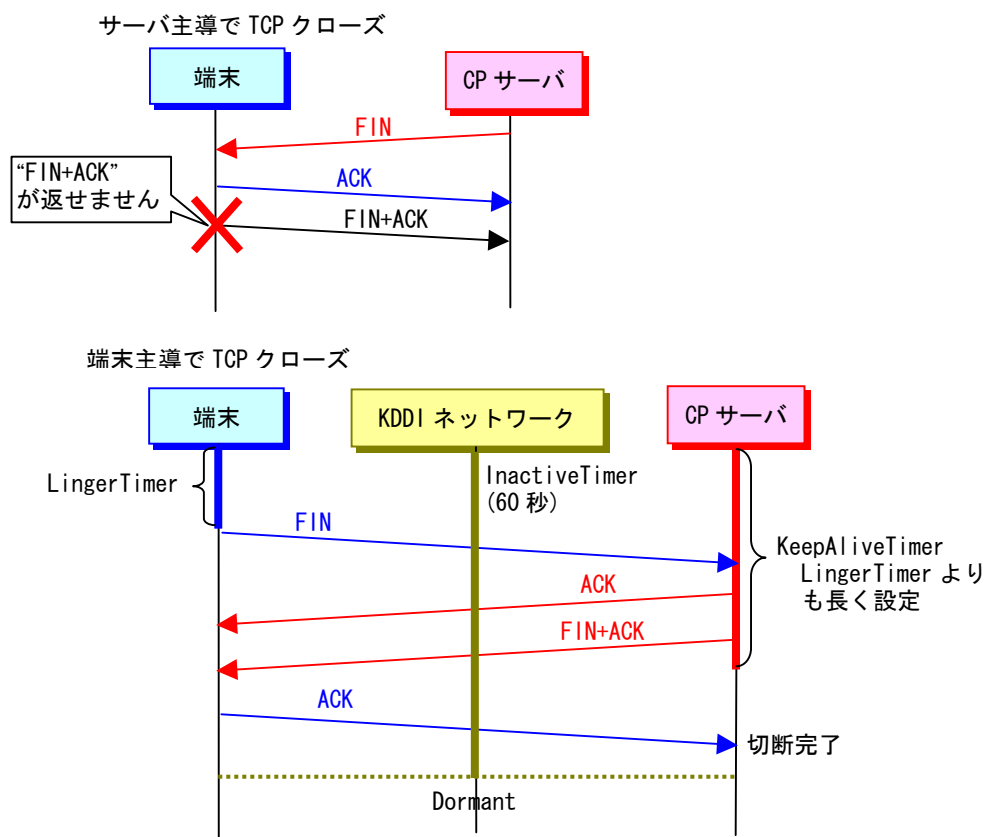 サーバ主導で TCP クローズ
端末
CP サーバ
FIN
“FIN+ACK”
が返せません
ACK
FIN+ACK
端末主導で TCP クローズ
端末
KDDI ネットワーク
CP サーバ
LingerTimer
InactiveTimer
(60 秒)
FIN
KeepAliveTimer
LingerTimer より
も長く設定
ACK
FIN+ACK
ACK
切断完了
Dormant